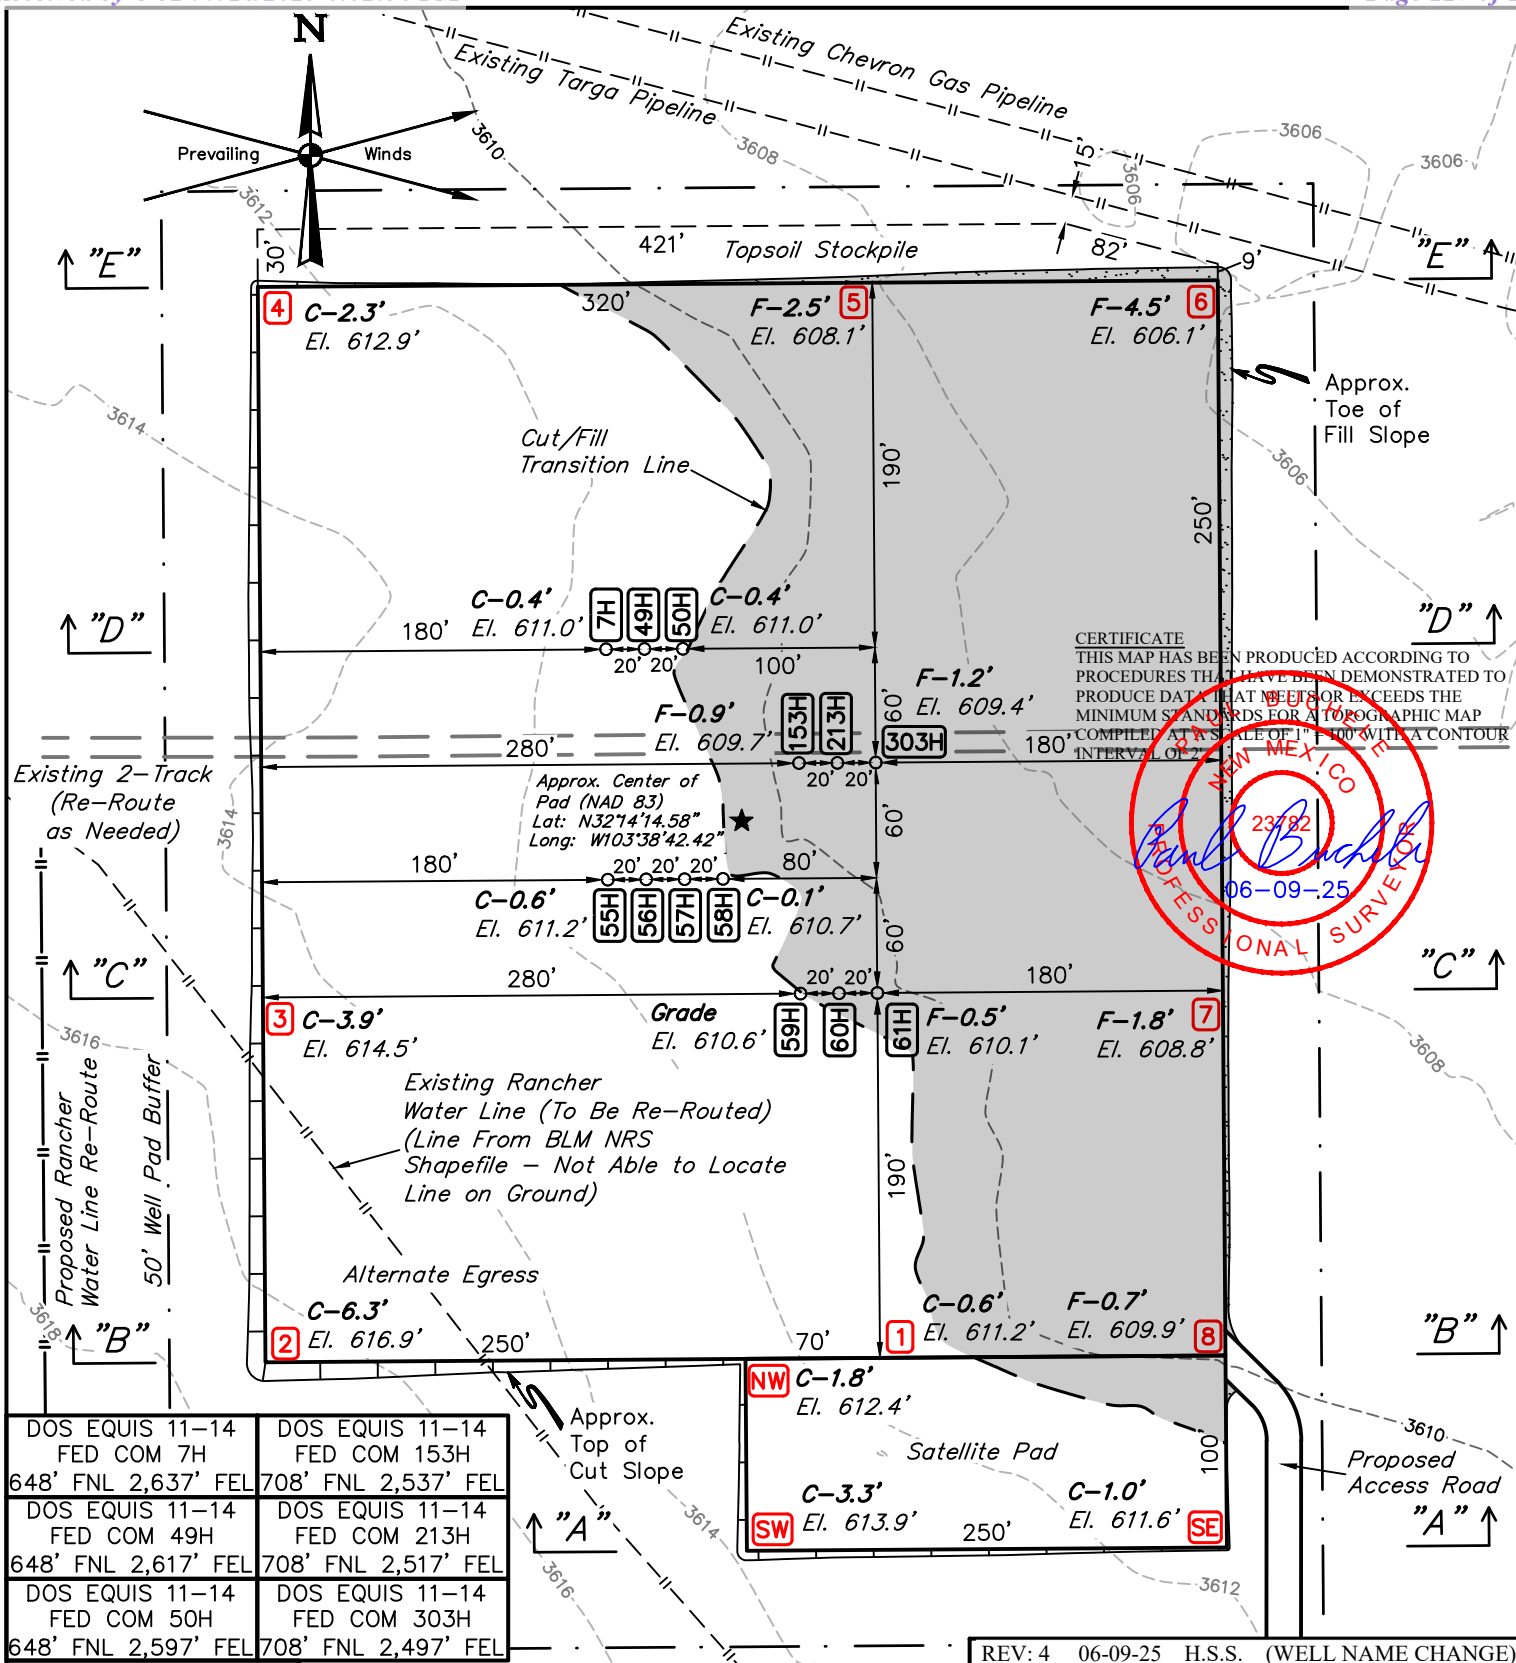 N
Prevailing Winds
Existing Chevron Gas Pipeline
Existing Targa Pipeline
3610
3608
3606
3606
3606
3612
15'
30'
421'
Topsoil Stockpile
82'
9'
"E"
"E"
4
C-2.3'
El. 612.9'
320'
F-2.5'
5
El. 608.1'
F-4.5'
6
El. 606.1'
Approx.
Toe of
Fill Slope
3614
Cut/Fill
Transition Line
190'
250'
3606
"D"
"D"
C-0.4'
El. 611.0'
7H
49H
50H
C-0.4'
El. 611.0'
180'
20'
20'
100'
CERTIFICATE
THIS MAP HAS BEEN PRODUCED ACCORDING TO
PROCEDURES THAT HAVE BEEN DEMONSTRATED TO
PRODUCE DATA THAT MEETS OR EXCEEDS THE
MINIMUM STANDARDS FOR A TOPOGRAPHIC MAP
COMPILED AT A SCALE OF 1" = 100' WITH A CONTOUR
INTERVAL OF 2'
PAUL BUCHELE
NEW MEXICO
23782
PROFESSIONAL SURVEYOR
Paul Buchele
06-09-25
F-1.2'
El. 609.4'
60'
F-0.9'
El. 609.7'
153H
213H
303H
280'
20'
20'
180'
Existing 2-Track
(Re-Route
as Needed)
Approx. Center of
Pad (NAD 83)
Lat: N32°14'14.58"
Long: W103°38'42.42"
60'
3614
180'
20'
20'
20'
80'
C-0.6'
El. 611.2'
55H
56H
57H
58H
C-0.1'
El. 610.7'
60'
"C"
"C"
280'
20'
20'
180'
3
C-3.9'
El. 614.5'
Grade
El. 610.6'
59H
60H
61H
F-0.5'
El. 610.1'
F-1.8'
7
El. 608.8'
3616
3608
Existing Rancher
Water Line (To Be Re-Routed)
(Line From BLM NRS
Shapefile - Not Able to Locate
Line on Ground)
Proposed Rancher
Water Line Re-Route
50' Well Pad Buffer
190'
Alternate Egress
3618
"B"
"B"
C-6.3'
2
El. 616.9'
250'
70'
1
C-0.6'
El. 611.2'
F-0.7'
El. 609.9'
8
NW
C-1.8'
El. 612.4'
Approx.
Top of
Cut Slope
Satellite Pad
100'
3610
Proposed
Access Road
SW
C-3.3'
El. 613.9'
250'
C-1.0'
El. 611.6'
SE
"A"
"A"
3614
3616
3612
DOS EQUIS 11-14
FED COM 7H
648' FNL 2,637' FEL
DOS EQUIS 11-14
FED COM 153H
708' FNL 2,537' FEL
DOS EQUIS 11-14
FED COM 49H
648' FNL 2,617' FEL
DOS EQUIS 11-14
FED COM 213H
708' FNL 2,517' FEL
DOS EQUIS 11-14
FED COM 50H
648' FNL 2,597' FEL
DOS EQUIS 11-14
FED COM 303H
708' FNL 2,497' FEL
REV: 4 06-09-25 H.S.S. (WELL NAME CHANGE)